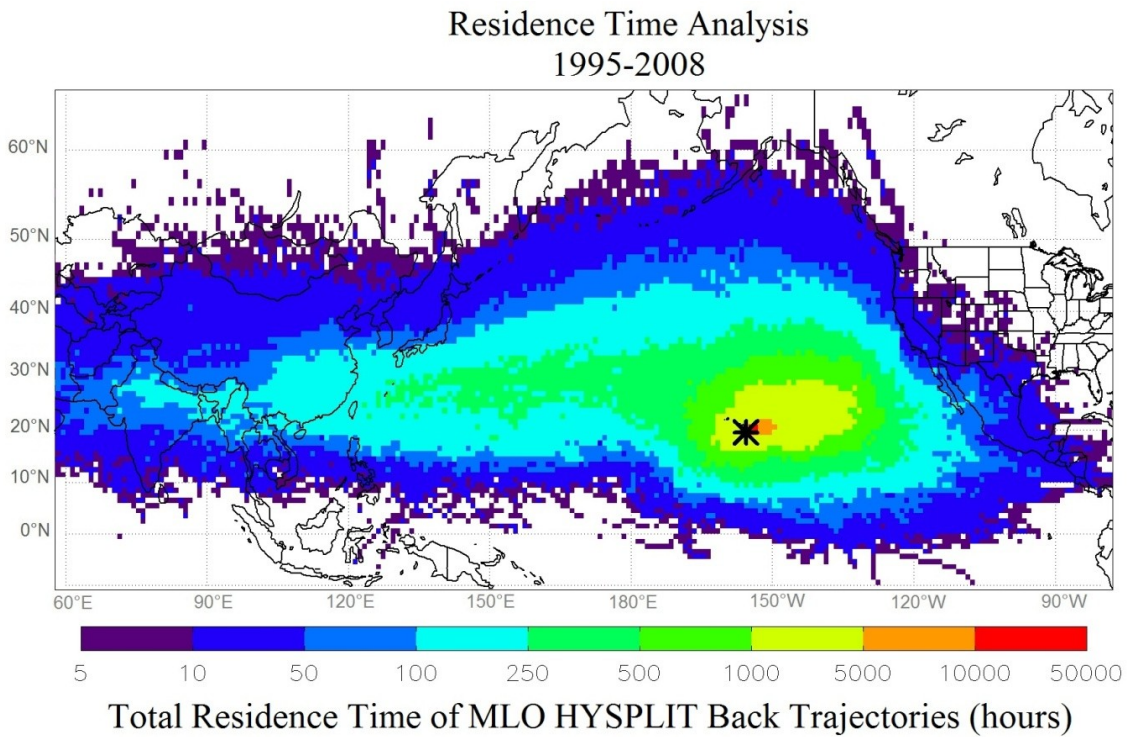 Residence Time Analysis
1995-2008
60°N
50°N
40°N
30°N
20°N
10°N
0°N
60°E 90°E 120°E 150°E 180°E 150°W 120°W 90°W
5 10 50 100 250 500 1000 5000 10000 50000
Total Residence Time of MLO HYSPLIT Back Trajectories (hours)